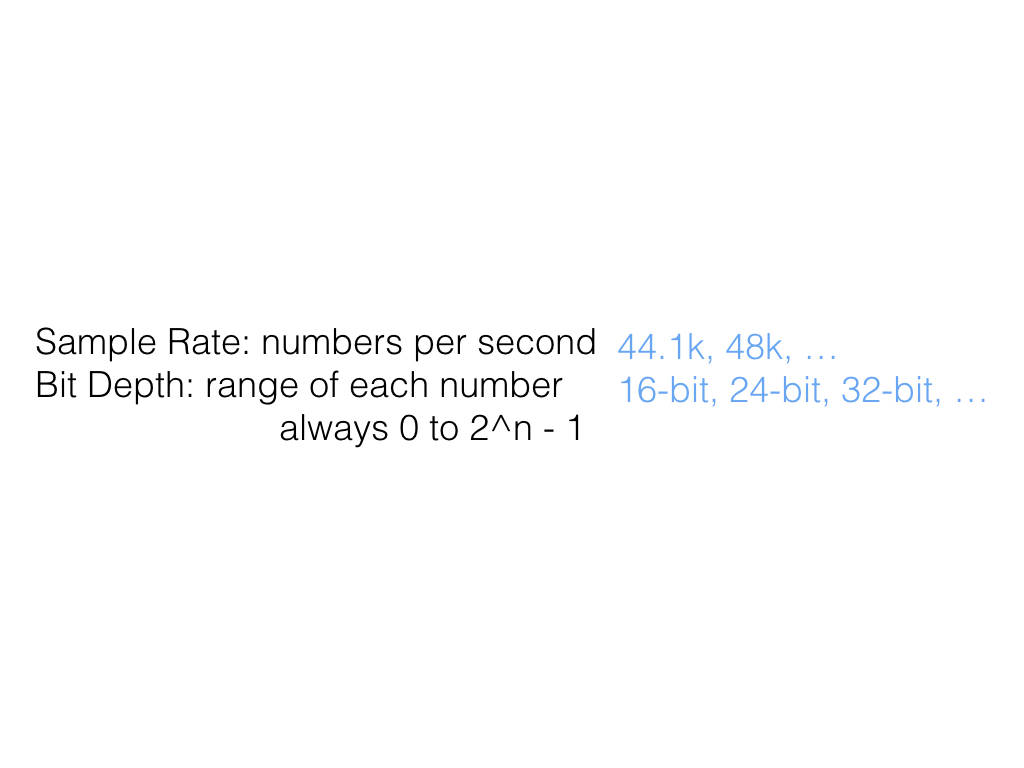 Sample Rate: numbers per second 44.1k, 48k, …
Bit Depth: range of each number 16-bit, 24-bit, 32-bit, …
always 0 to 2^n - 1